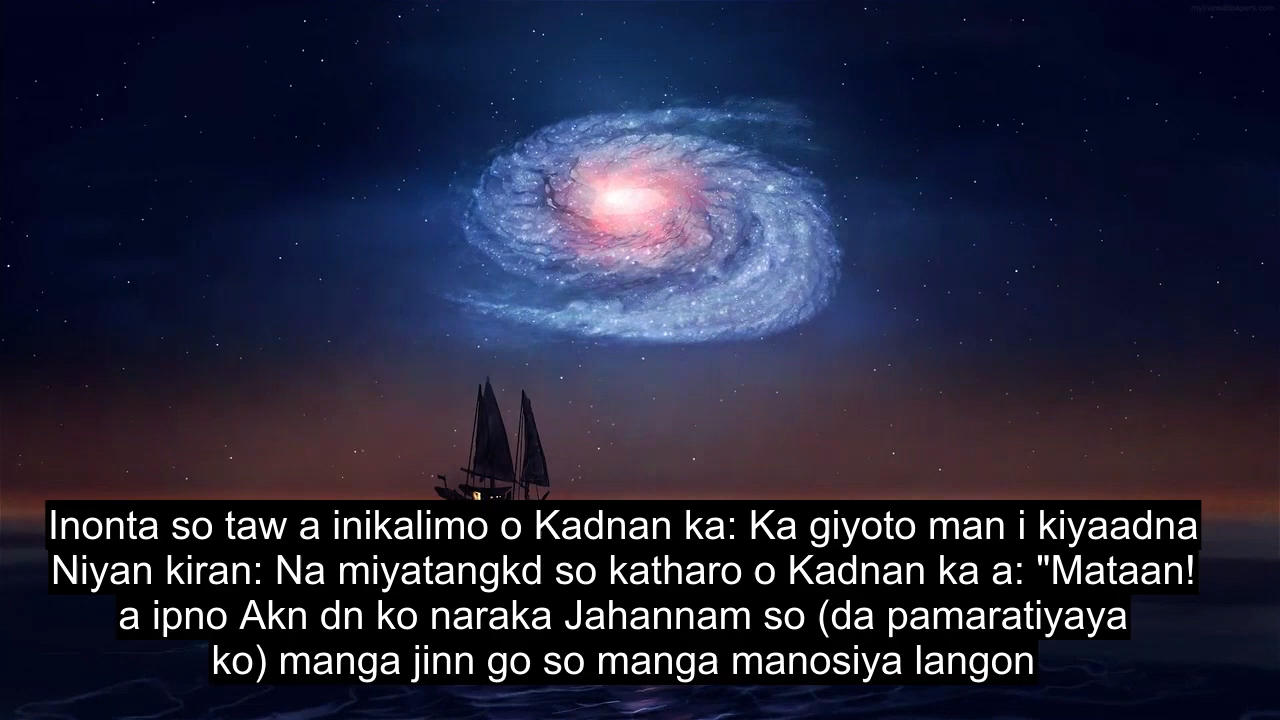 Inonta so taw a inikalimo o Kadnan ka: Ka giyoto man i kiyaadna
Niyan kiran: Na miyatangkd so katharo o Kadnan ka a: "Mataan!
a ipno Akn dn ko naraka Jahannam so (da pamaratiyaya
ko) manga jinn go so manga manosiya langon